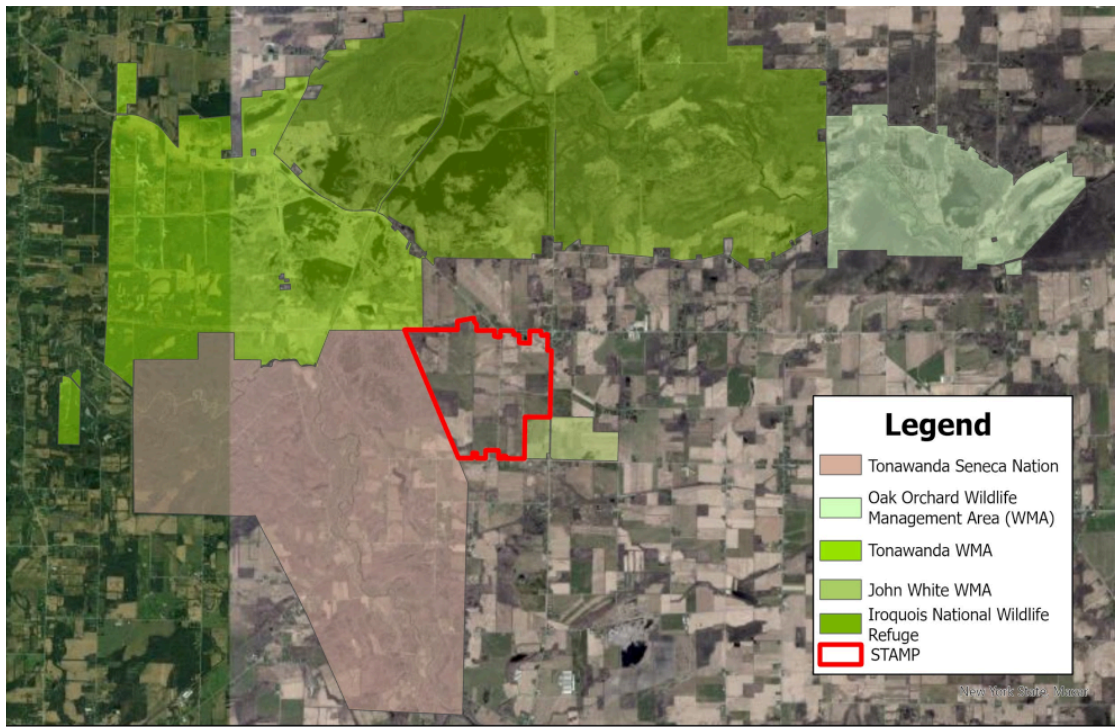 Legend
Tonawanda Seneca Nation
Oak Orchard Wildlife
Management Area (WMA)
Tonawanda WMA
John White WMA
Iroquois National Wildlife
Refuge
STAMP
New York State, Maxar